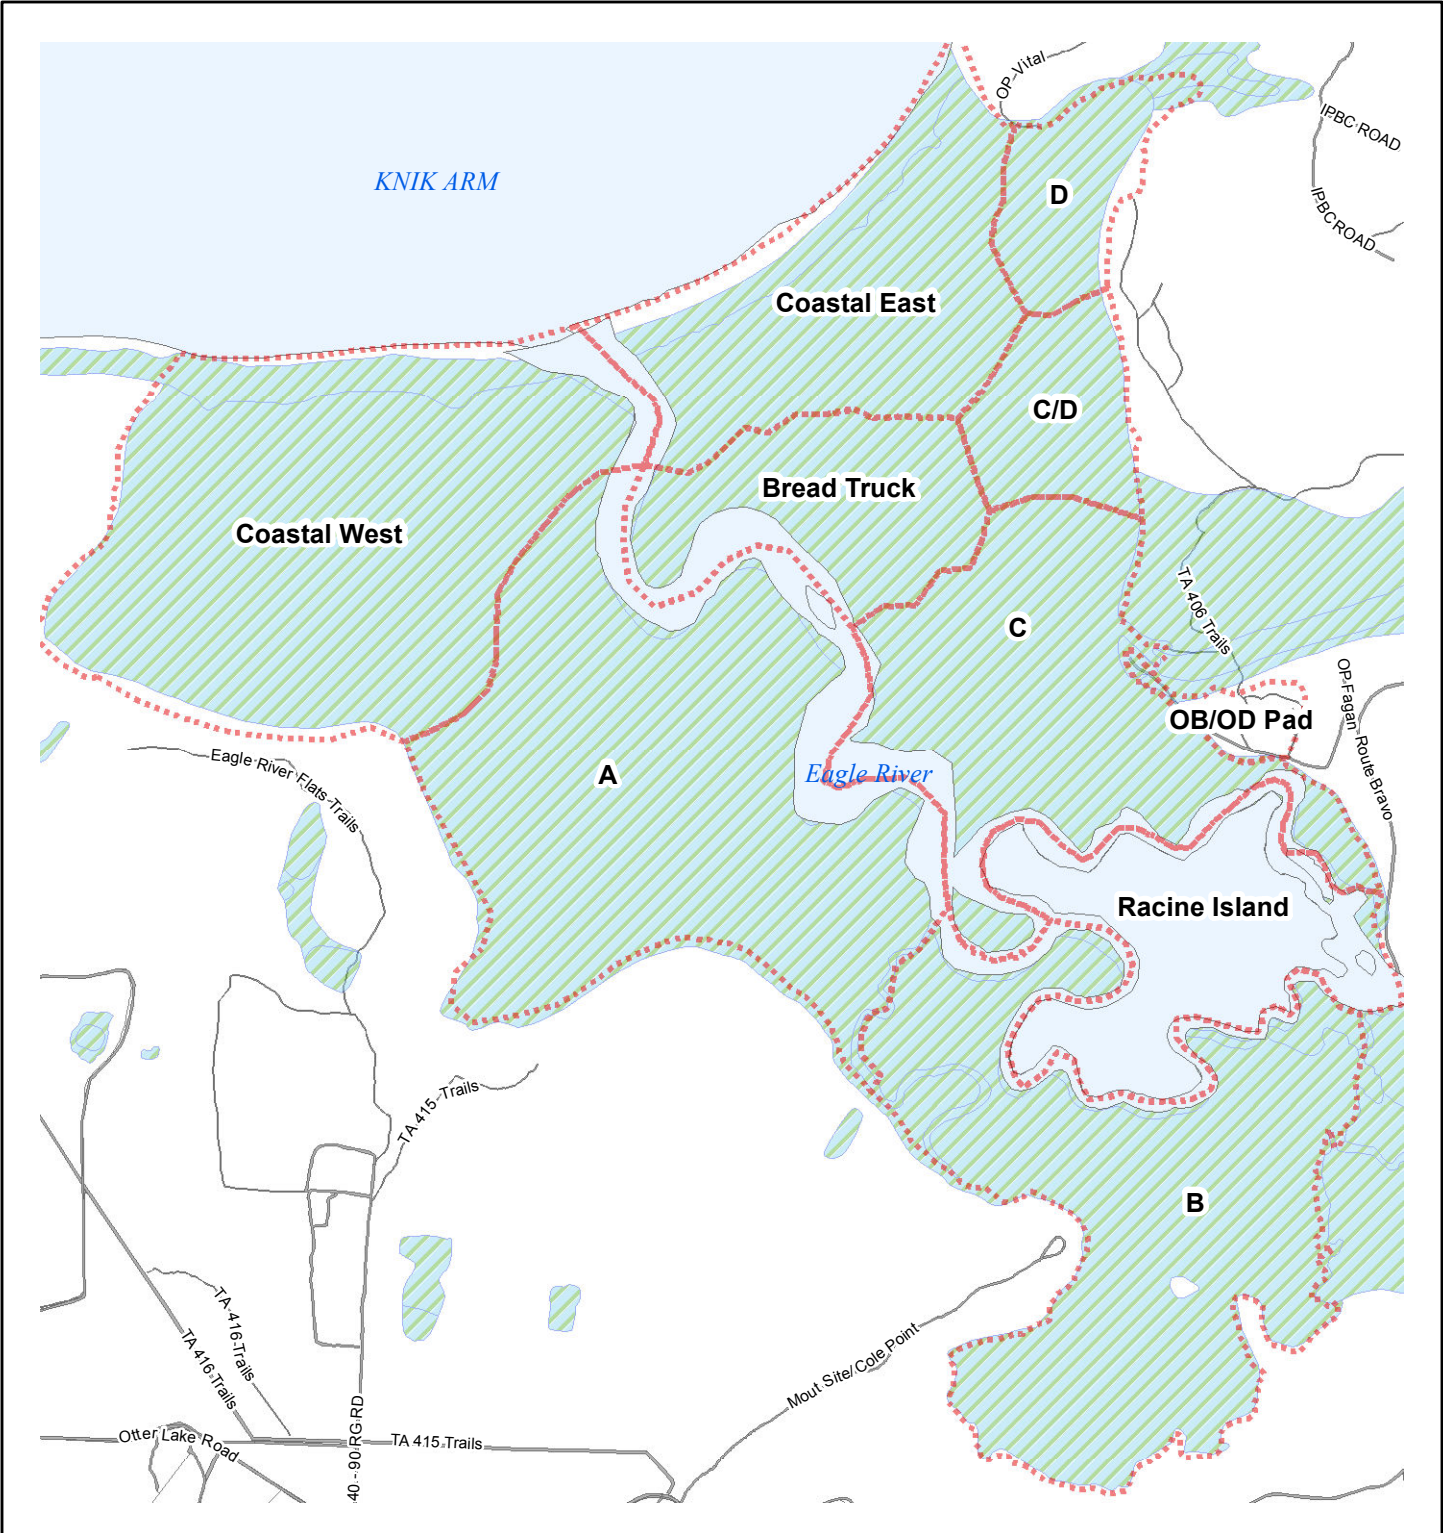 OP-Vital
IPBC ROAD
KNIK ARM
D
IPBC ROAD
Coastal East
C/D
Bread Truck
Coastal West
TA 406 Trails
C
OP-Fagan
OB/OD Pad
Route Bravo
Eagle River Flats Trails
A
Eagle River
Racine Island
TA 415 Trails
B
TA 416 Trails
TA 416 Trails
Mout Site/ Cole Point
40 - 90 RG RD
Otter Lake Road
TA 415 Trails